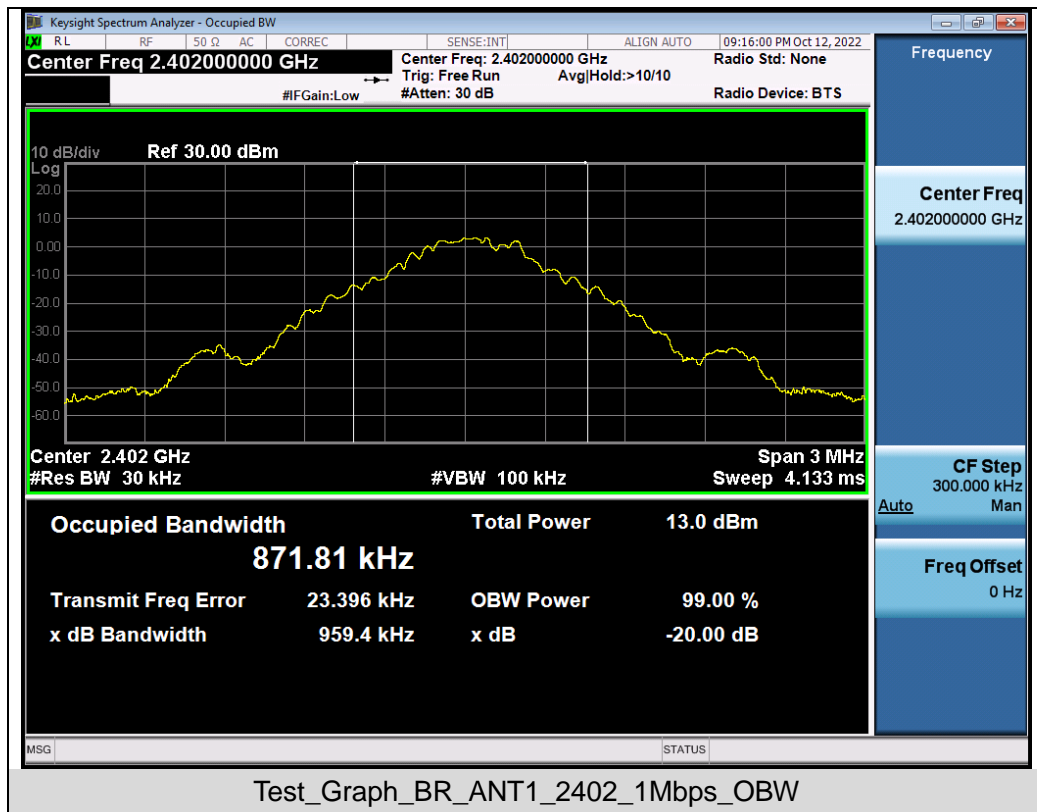 Keysight Spectrum Analyzer - Occupied BW
LXI RL RF 50 Ω AC CORREC SENSE:INT ALIGN AUTO 09:16:00 PM Oct 12, 2022
Center Freq 2.402000000 GHz
Center Freq: 2.402000000 GHz
Radio Std: None
Trig: Free Run Avg|Hold:>10/10
#IFGain:Low
#Atten: 30 dB
Radio Device: BTS
10 dB/div Ref 30.00 dBm
Log
20.0
10.0
0.00
-10.0
-20.0
-30.0
-40.0
-50.0
-60.0
Center 2.402 GHz Span 3 MHz
#Res BW 30 kHz #VBW 100 kHz Sweep 4.133 ms
Occupied Bandwidth Total Power 13.0 dBm
871.81 kHz
Transmit Freq Error 23.396 kHz OBW Power 99.00 %
x dB Bandwidth 959.4 kHz x dB -20.00 dB
MSG STATUS
Frequency
Center Freq
2.402000000 GHz
CF Step
300.000 kHz
Auto Man
Freq Offset
0 Hz
Test_Graph_BR_ANT1_2402_1Mbps_OBW